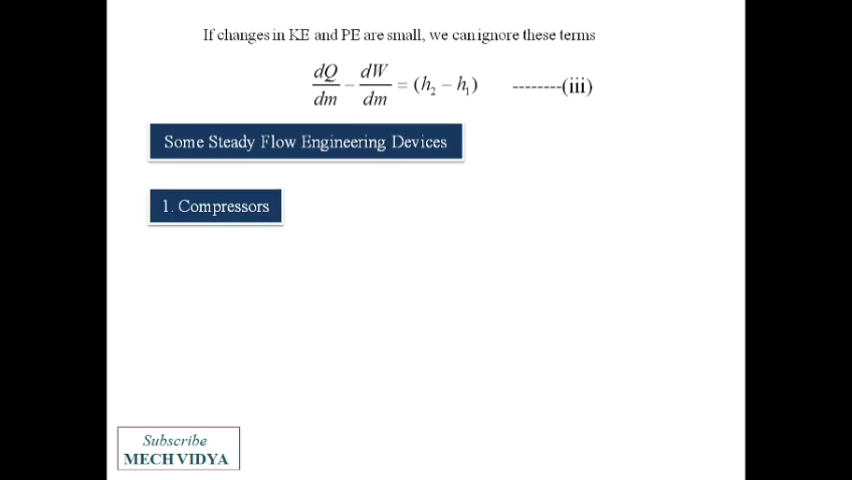 If changes in KE and PE are small, we can ignore these terms
dQ/dm − dW/dm = (h₂ − h₁) --------(iii)
Some Steady Flow Engineering Devices
1. Compressors
Subscribe
MECH VIDYA